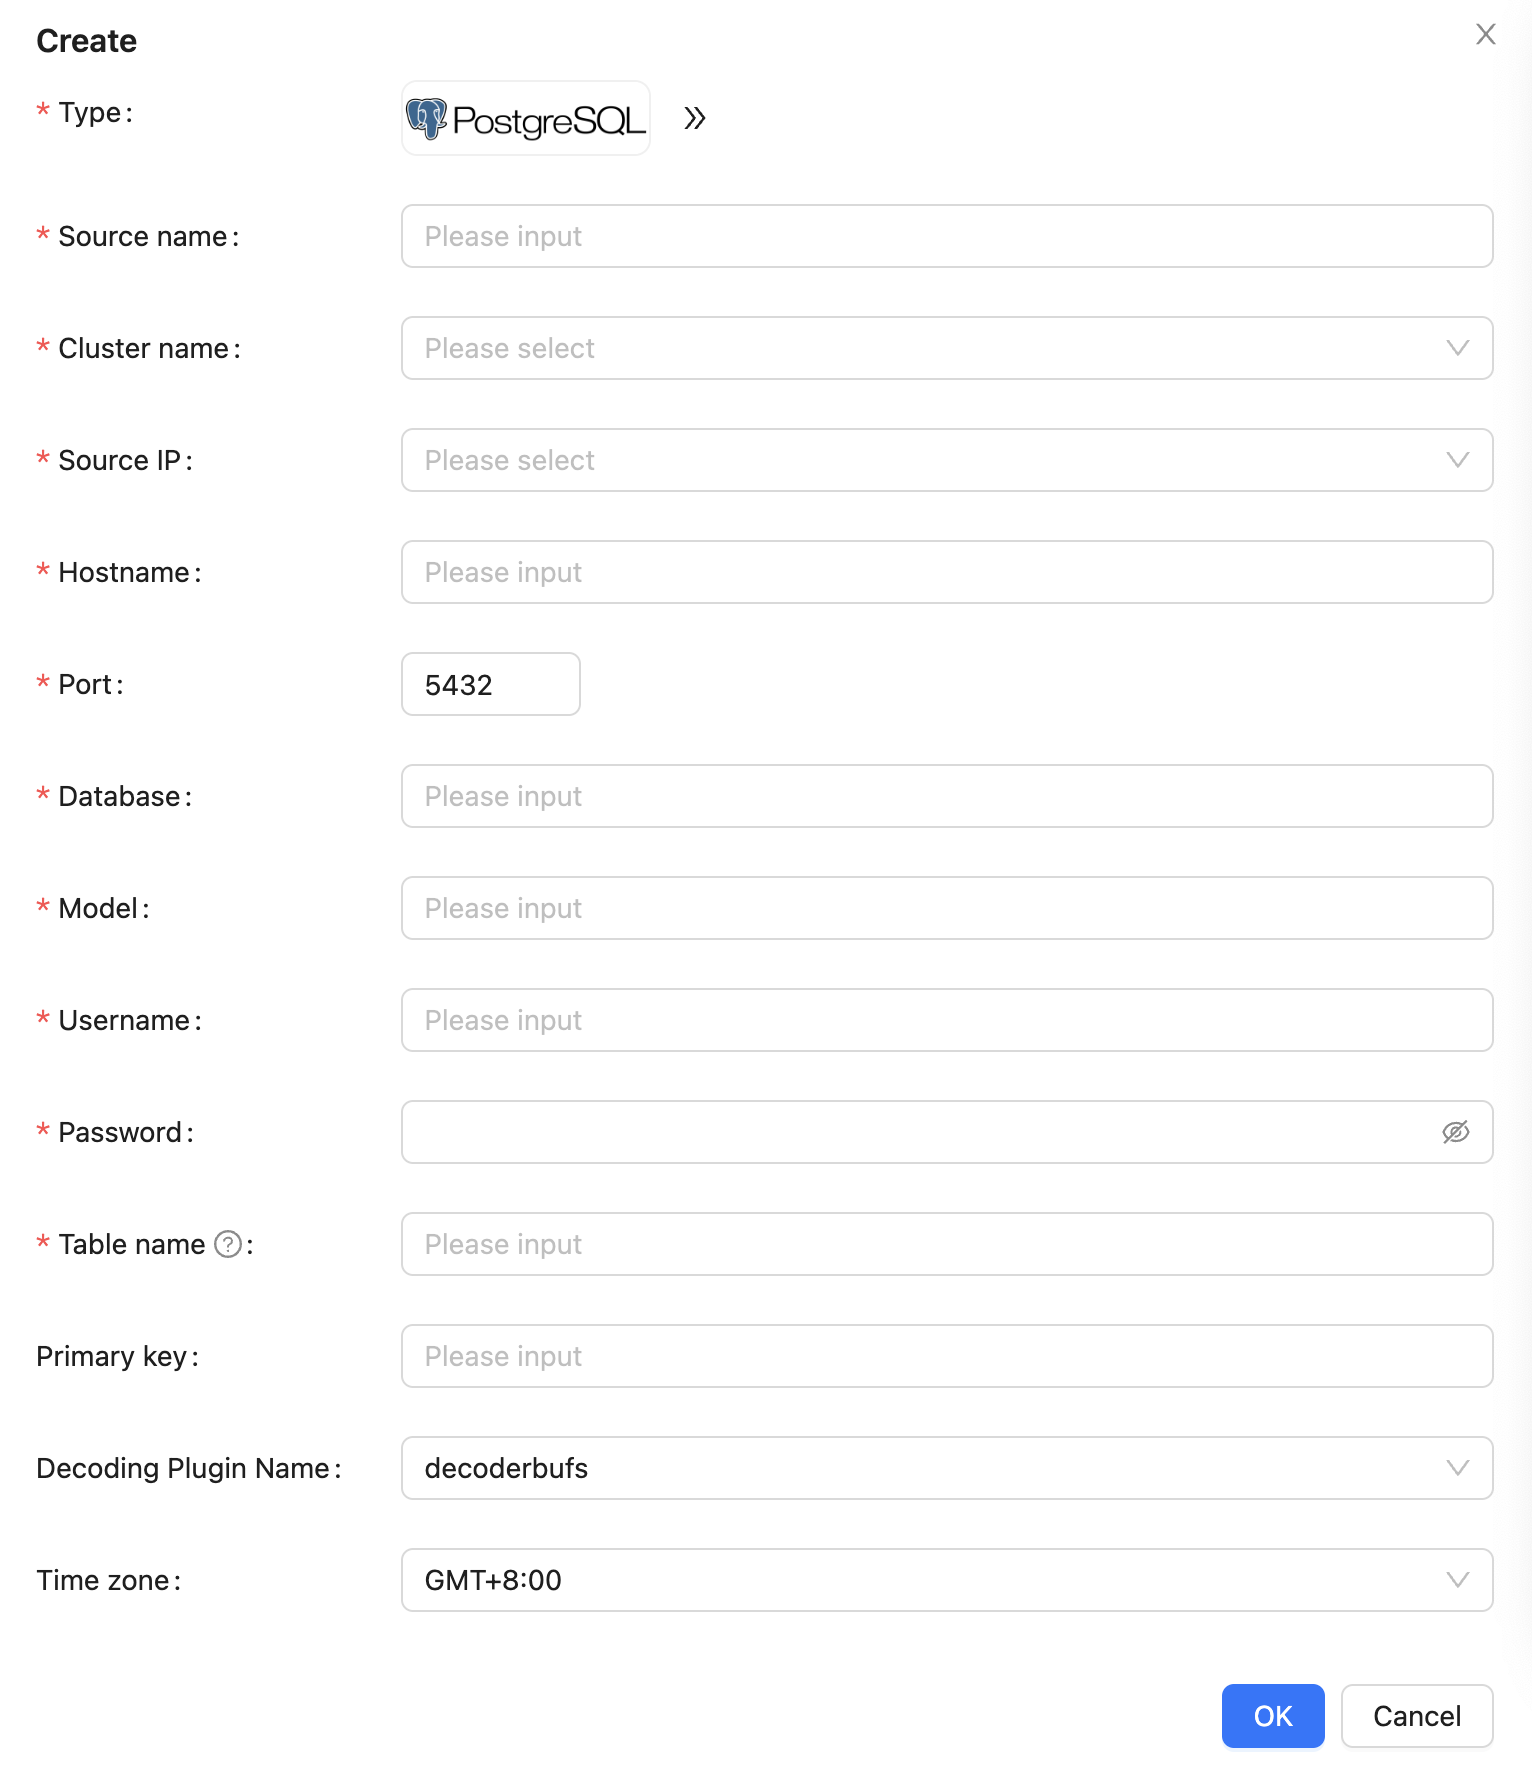 Create
* Type:
PostgreSQL
* Source name:
Please input
* Cluster name:
Please select
* Source IP:
Please select
* Hostname:
Please input
* Port:
5432
* Database:
Please input
* Model:
Please input
* Username:
Please input
* Password:
* Table name ? :
Please input
Primary key:
Please input
Decoding Plugin Name:
decoderbufs
Time zone:
GMT+8:00
OK
Cancel